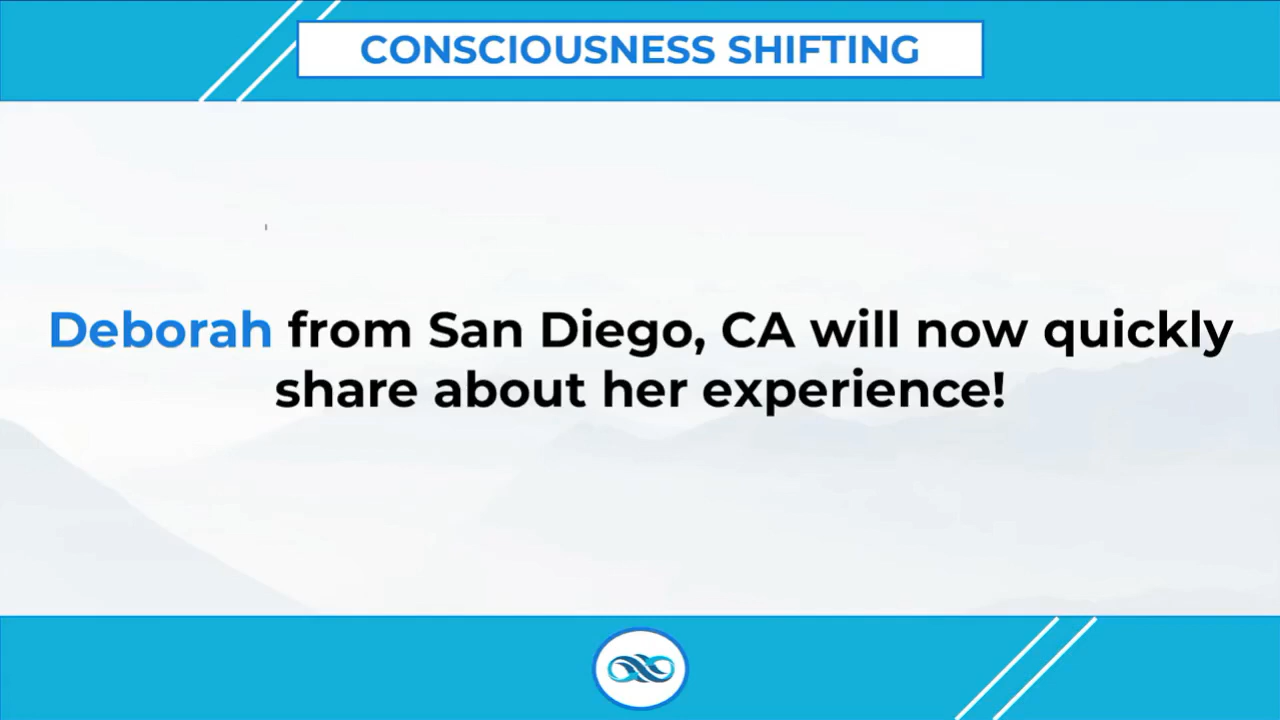 CONSCIOUSNESS SHIFTING
Deborah from San Diego, CA will now quickly
share about her experience!